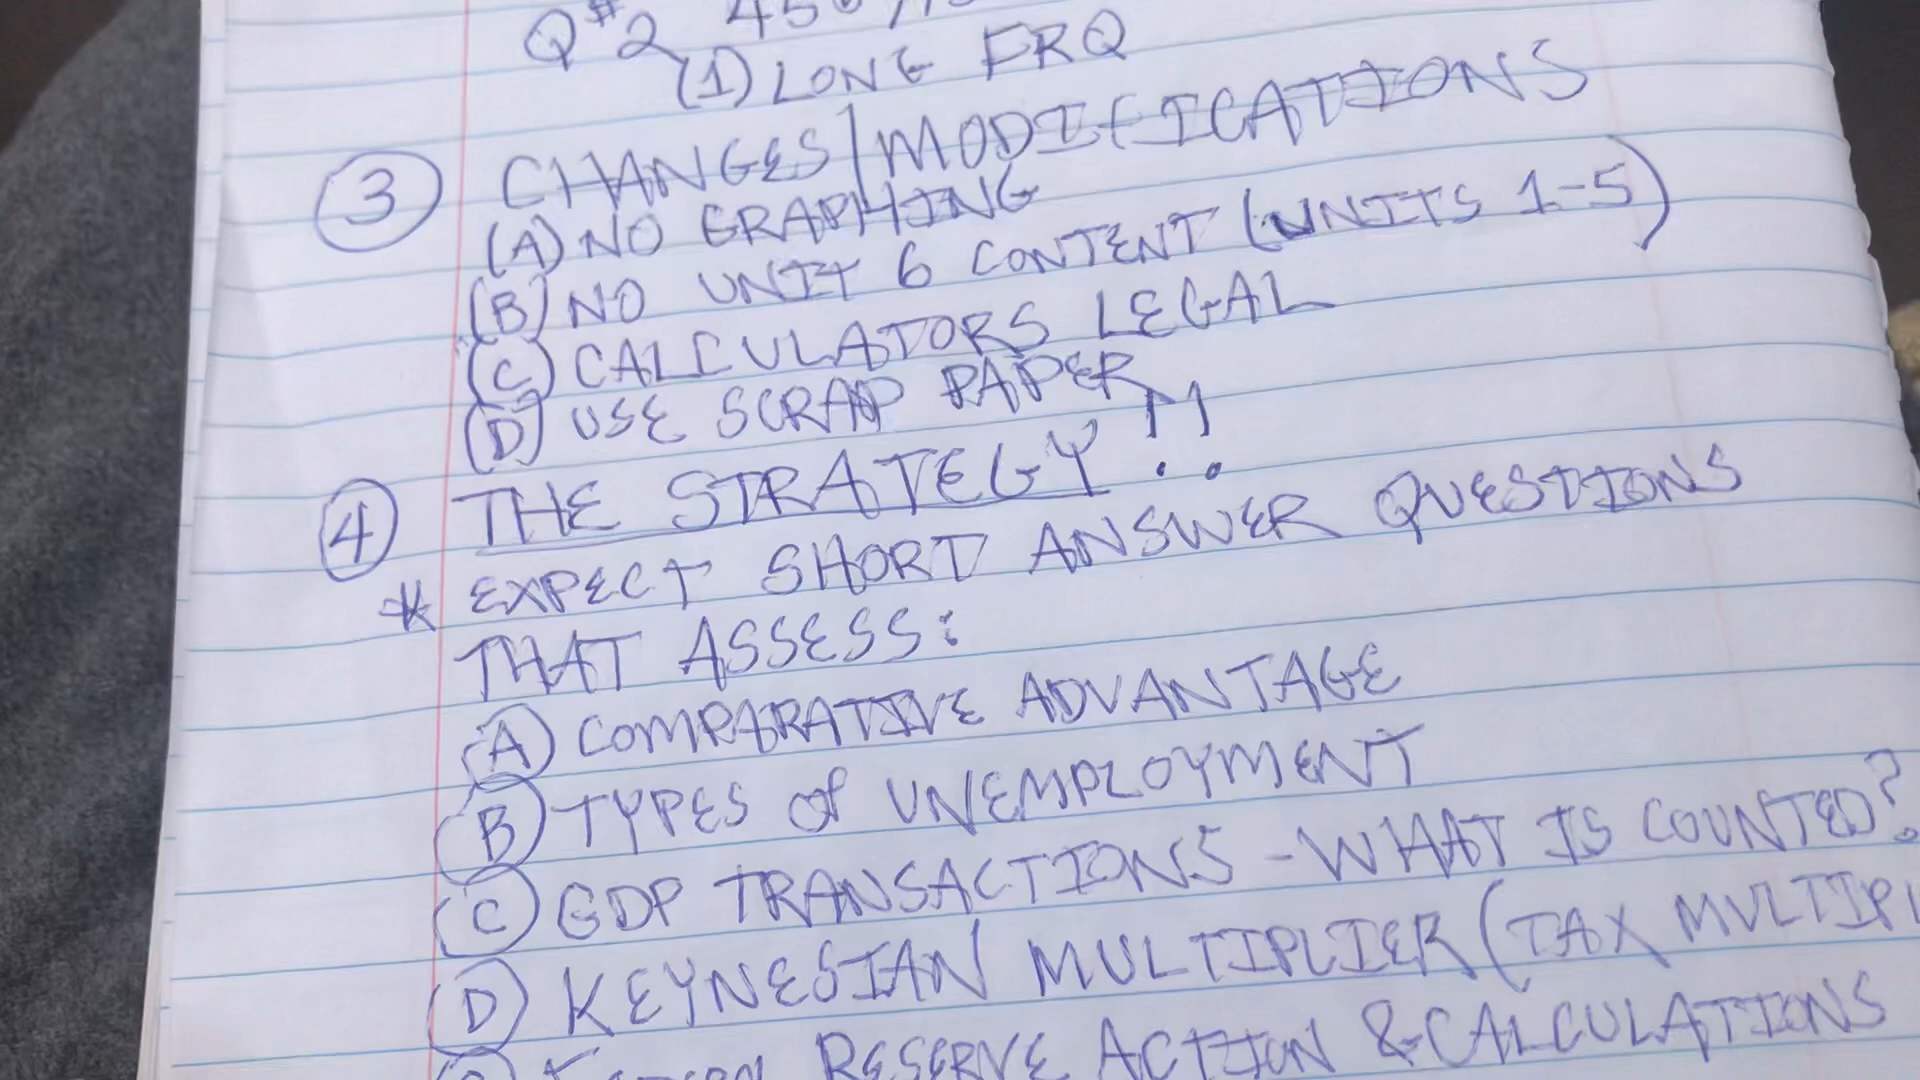 Q#2
(1) LONG FRQ
③ CHANGES/MODIFICATIONS
(A) NO GRAPHING
(B) NO UNIT 6 CONTENT (UNITS 1-5)
(C) CALCULATORS LEGAL
(D) USE SCRAP PAPER
④ THE STRATEGY!!
* EXPECT SHORT ANSWER QUESTIONS
THAT ASSESS:
(A) COMPARATIVE ADVANTAGE
(B) TYPES of UNEMPLOYMENT
(C) GDP TRANSACTIONS - WHAT IS COUNTED?
(D) KEYNESIAN MULTIPLIER (TAX MULTIPL
RESERVE ACTION & CALCULATIONS